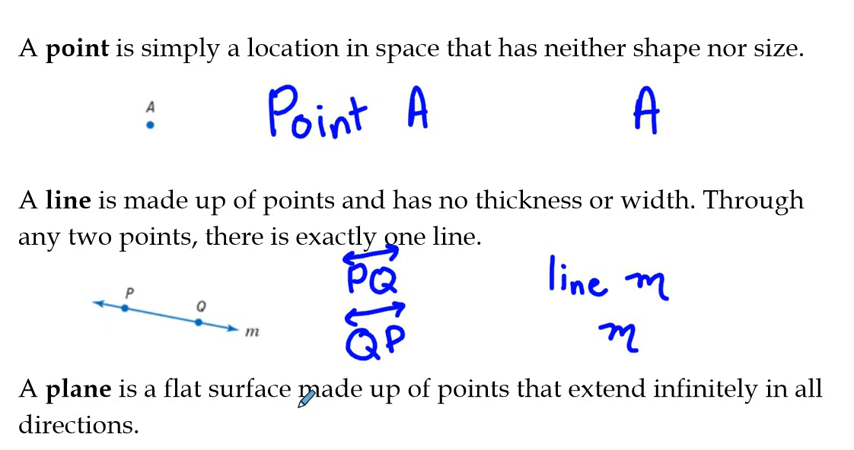 A point is simply a location in space that has neither shape nor size.
A
Point A
A
A line is made up of points and has no thickness or width. Through
any two points, there is exactly one line.
PQ
line m
P
Q
m
QP
m
A plane is a flat surface made up of points that extend infinitely in all
directions.